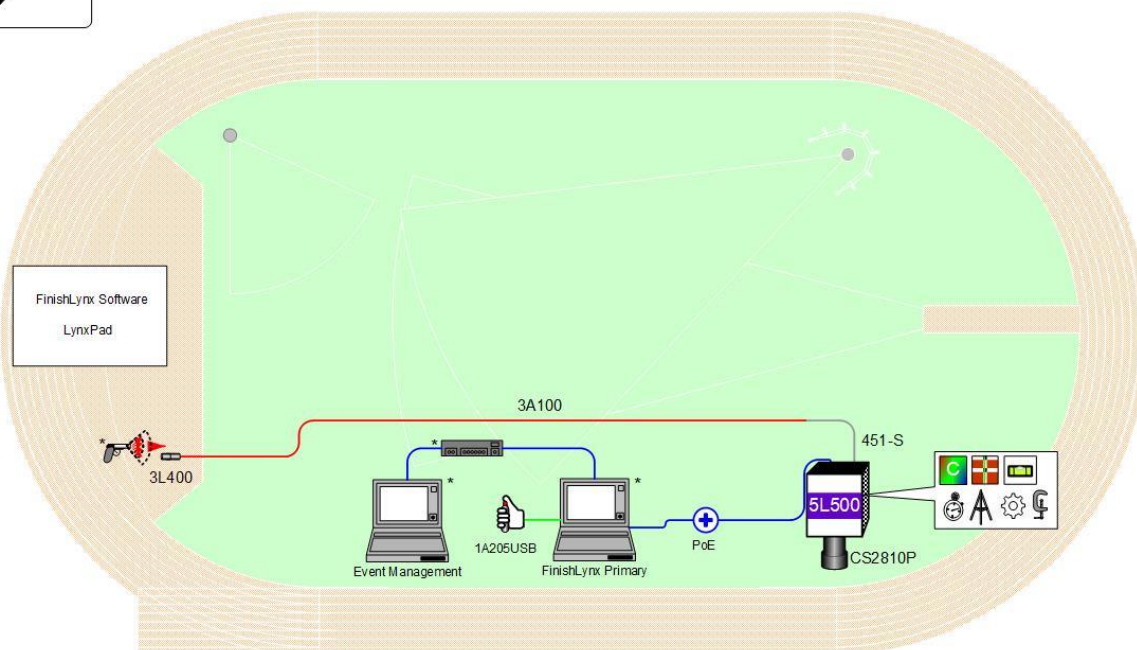 FinishLynx Software
LynxPad
3A100
451-S
*
3L400
*
*
*
C
5L500
1A205USB
PoE
CS2810P
Event Management
FinishLynx Primary